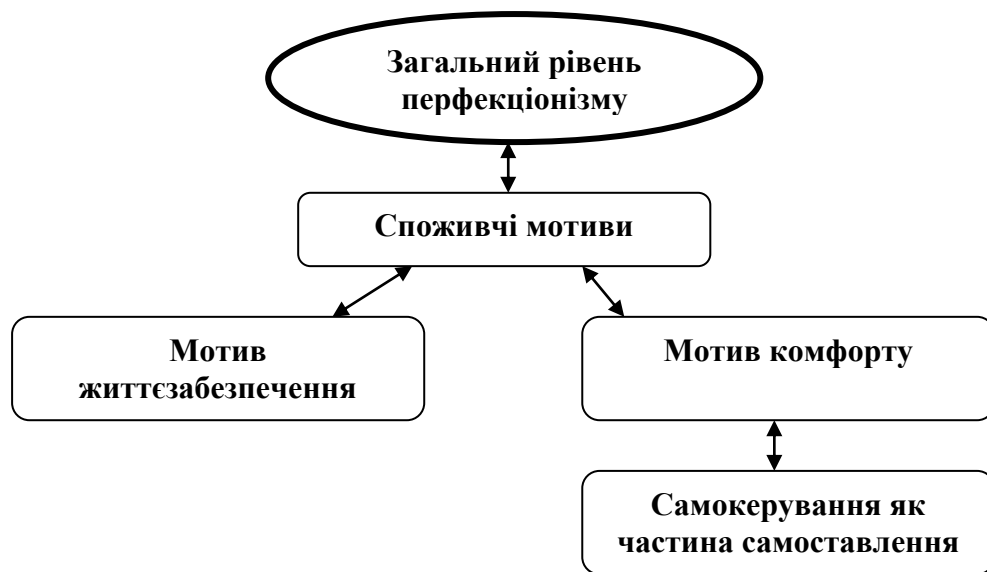 Загальний рівень
перфекціонізму
Споживчі мотиви
Мотив
життєзабезпечення
Мотив комфорту
Самокерування як
частина самоставлення